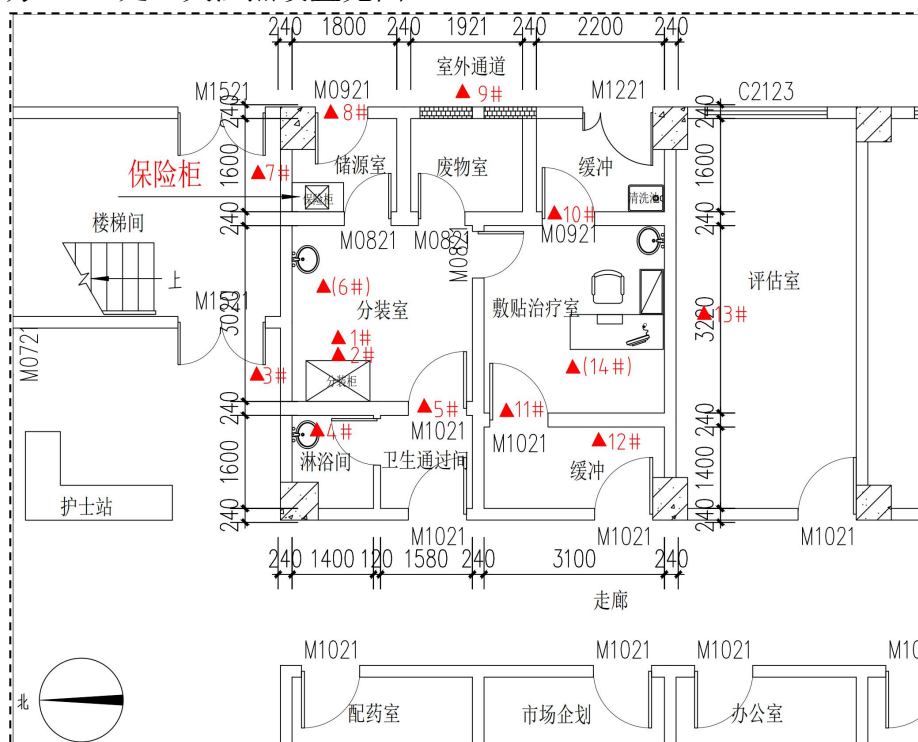 240 1800 240 1921 240 2200 240
室外通道
M1521 M0921 9# M1221 C2123
8#
240 240
储源室 废物室 缓冲
7#
1600 1600
保险柜
保险柜 清洗池
10#
240 240
楼梯间 M0821 M0821 M0921
M0821
上 (6#) 分装室 敷贴治疗室 评估室
M1521 3020 3200 13#
1#
2#
M0721
3# 分装柜 (14#)
240 5# 11# 240
4# M1021 M1021 12#
1600 淋浴间 卫生通过间 缓冲 1400
护士站
240 240
M1021 M1021 M1021
240 1400 120 1580 240 3100 240
走廊
M1021 M1021 M1021
北 配药室 市场企划 办公室